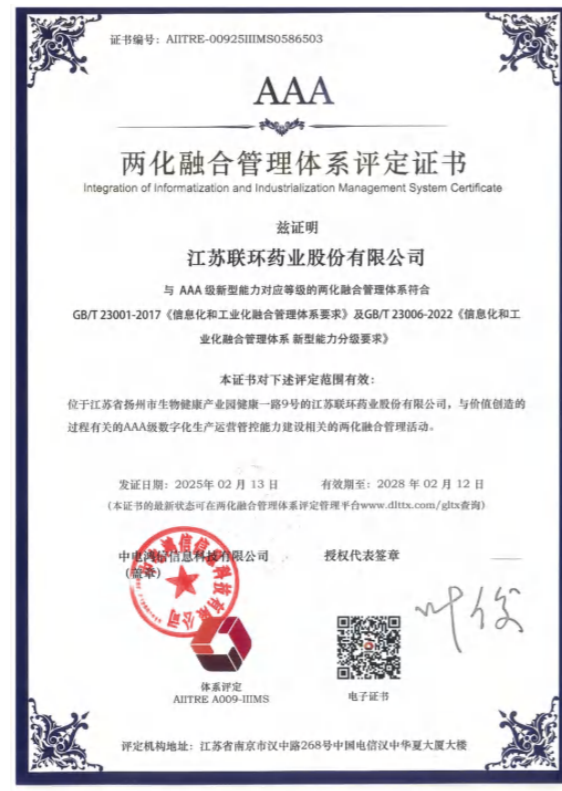 证书编号：AIITRE-00925IIIMS0586503
AAA
两化融合管理体系评定证书
Integration of Informatization and Industrialization Management System Certificate
兹证明
江苏联环药业股份有限公司
与 AAA 级新型能力对应等级的两化融合管理体系符合
GB/T 23001-2017《信息化和工业化融合管理体系要求》及GB/T 23006-2022《信息化和工
业化融合管理体系 新型能力分级要求》
本证书对下述评定范围有效：
位于江苏省扬州市生物健康产业园健康一路9号的江苏联环药业股份有限公司，与价值创造的
过程有关的AAA级数字化生产运营管控能力建设相关的两化融合管理活动。
发证日期：2025年 02 月 13 日 有效期至：2028 年 02 月 12 日
(本证书的最新状态可在两化融合管理体系评定管理平台www.dlttx.com/gltx查询)
中电鸿信信息科技有限公司 授权代表签章
(盖章)
叶俊
体系评定
AIITRE A009-IIIMS
电子证书
评定机构地址：江苏省南京市汉中路268号中国电信汉中华夏大厦大楼